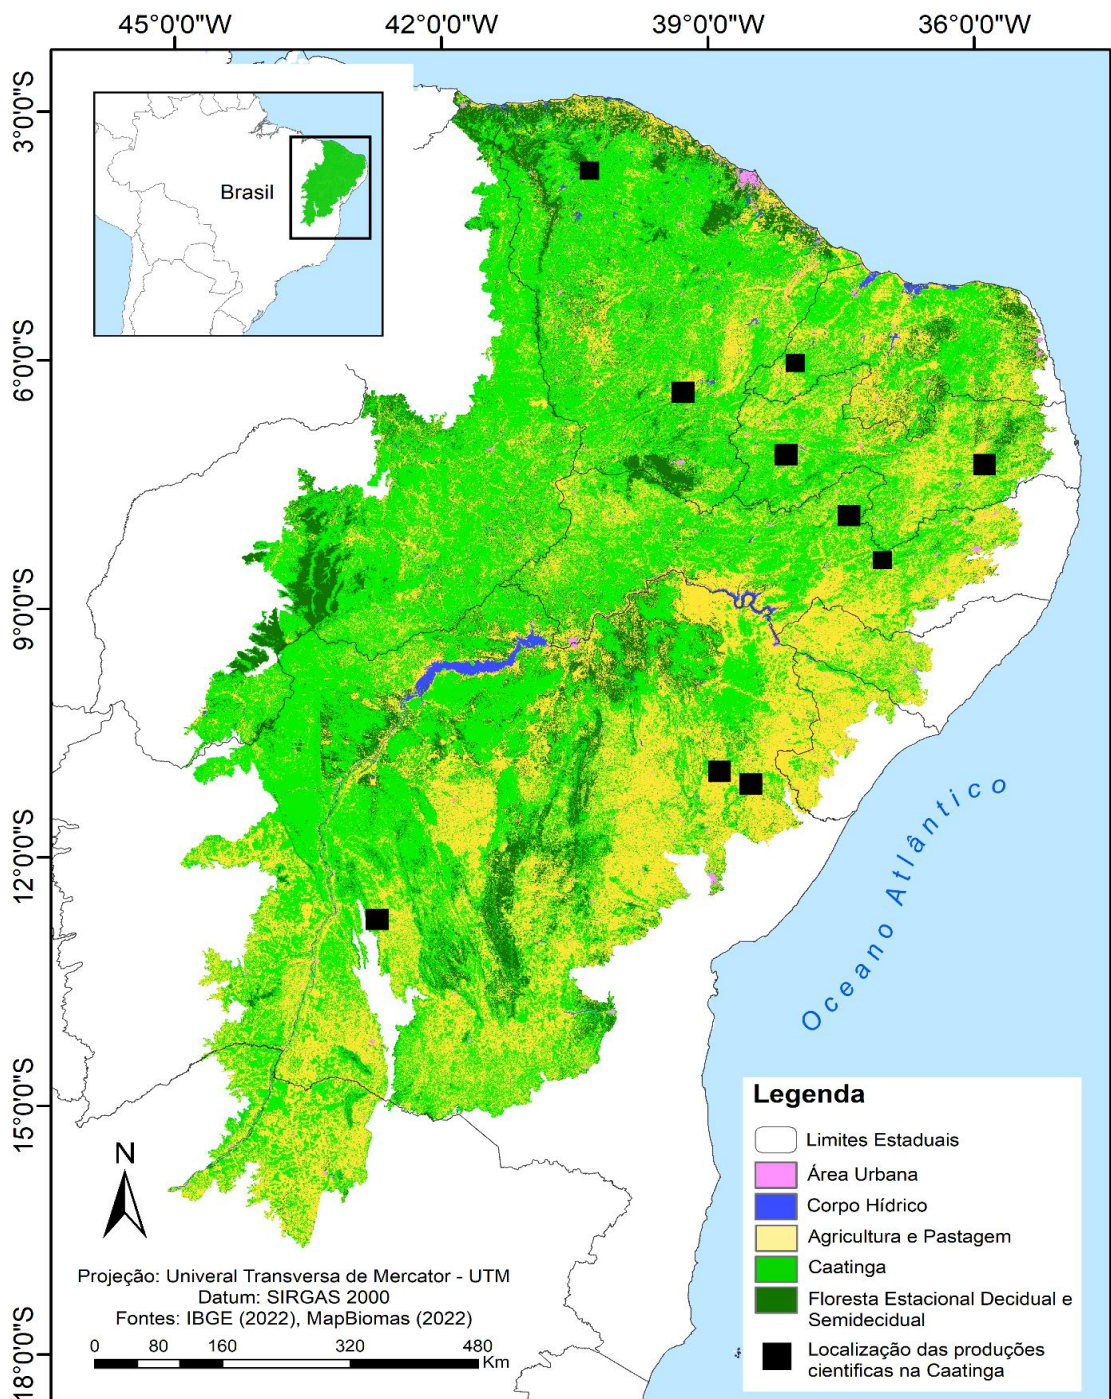 45°0'0"W 42°0'0"W 39°0'0"W 36°0'0"W
3°0'0"S
6°0'0"S
9°0'0"S
12°0'0"S
15°0'0"S
18°0'0"S
Brasil
Oceano Atlântico
N
Projeção: Univeral Transversa de Mercator - UTM
Datum: SIRGAS 2000
Fontes: IBGE (2022), MapBiomas (2022)
0 80 160 320 480
Km
Legenda
Limites Estaduais
Área Urbana
Corpo Hídrico
Agricultura e Pastagem
Caatinga
Floresta Estacional Decidual e
Semidecidual
Localização das produções
cientificas na Caatinga